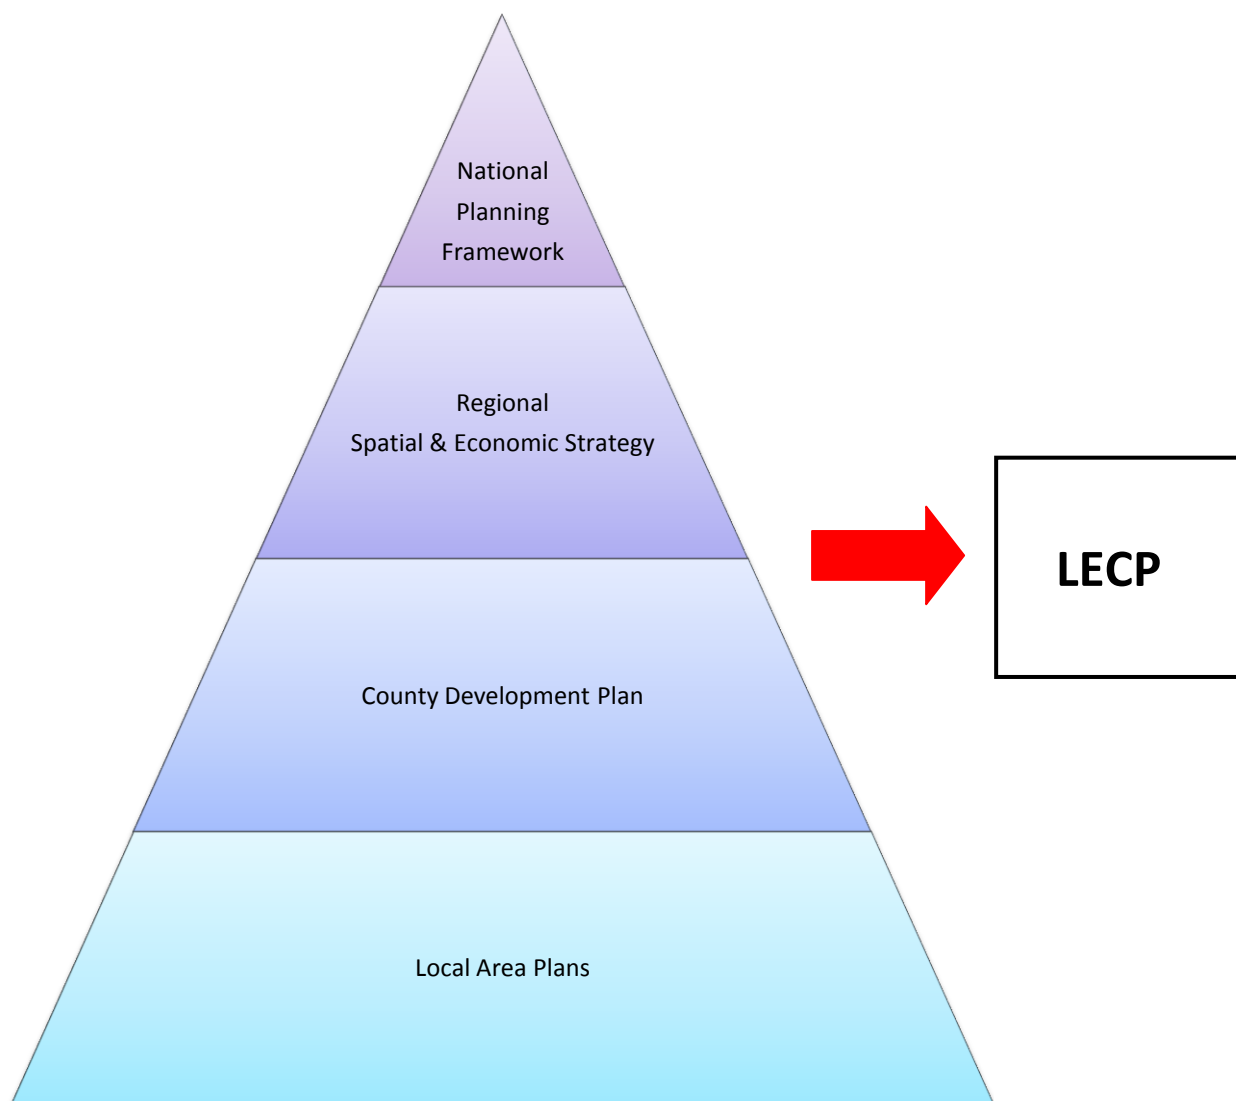 National
Planning
Framework
Regional
Spatial & Economic Strategy
LECP
County Development Plan
Local Area Plans